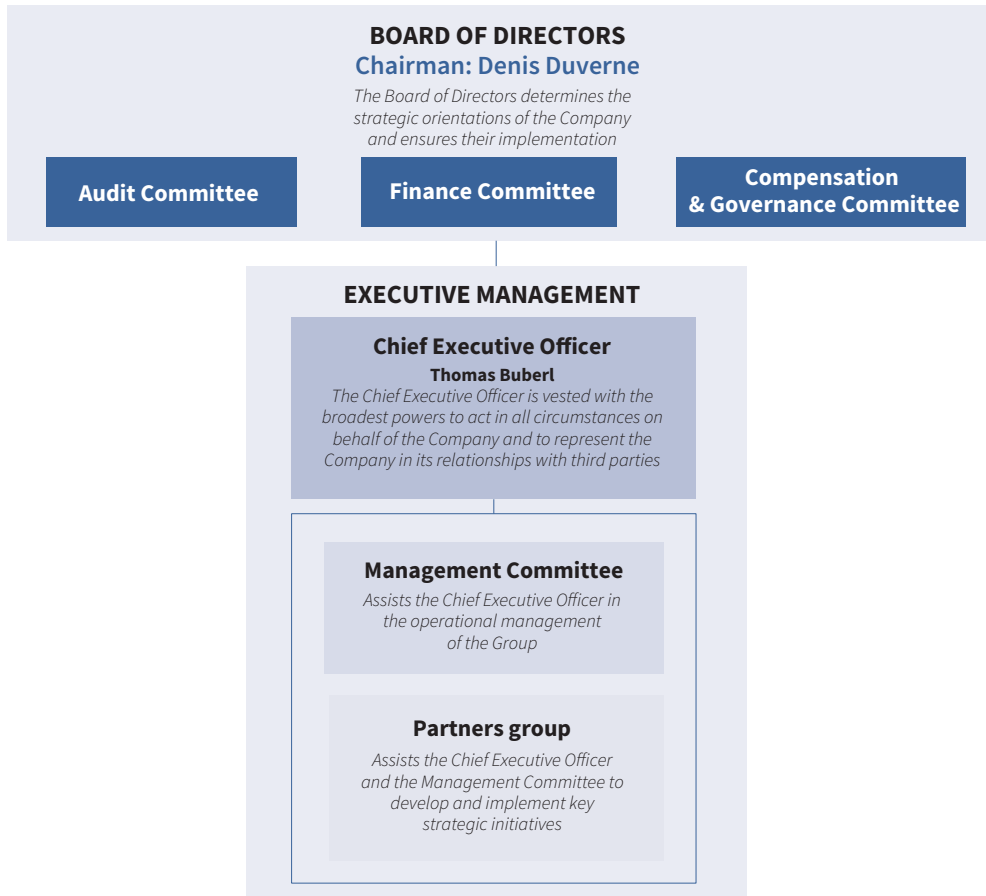 BOARD OF DIRECTORS
Chairman: Denis Duverne
The Board of Directors determines the
strategic orientations of the Company
and ensures their implementation
Audit Committee
Finance Committee
Compensation
& Governance Committee
EXECUTIVE MANAGEMENT
Chief Executive Officer
Thomas Buberl
The Chief Executive Officer is vested with the
broadest powers to act in all circumstances on
behalf of the Company and to represent the
Company in its relationships with third parties
Management Committee
Assists the Chief Executive Officer in
the operational management
of the Group
Partners group
Assists the Chief Executive Officer
and the Management Committee to
develop and implement key
strategic initiatives